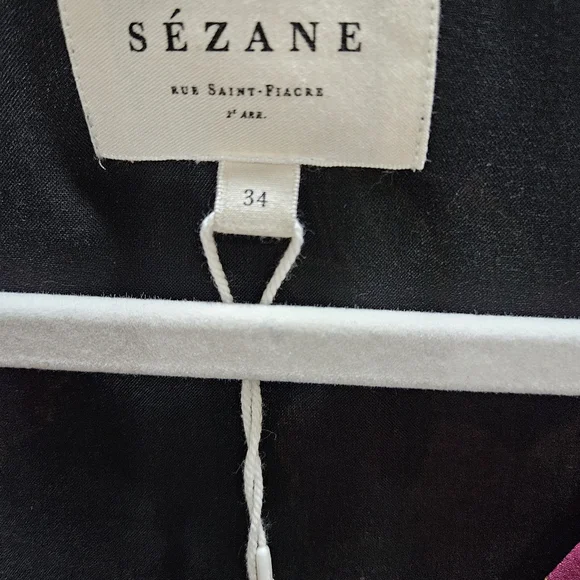 SÉZANE
RUE SAINT-FIACRE
2ᵉ ARR.
34